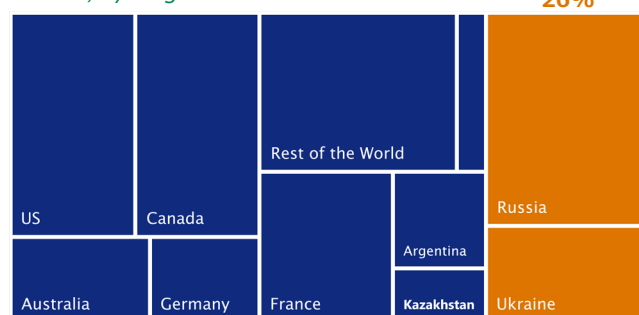 26%
US
Canada
Rest of the World
Russia
Argentina
Australia
Germany
France
Kazakhstan
Ukraine